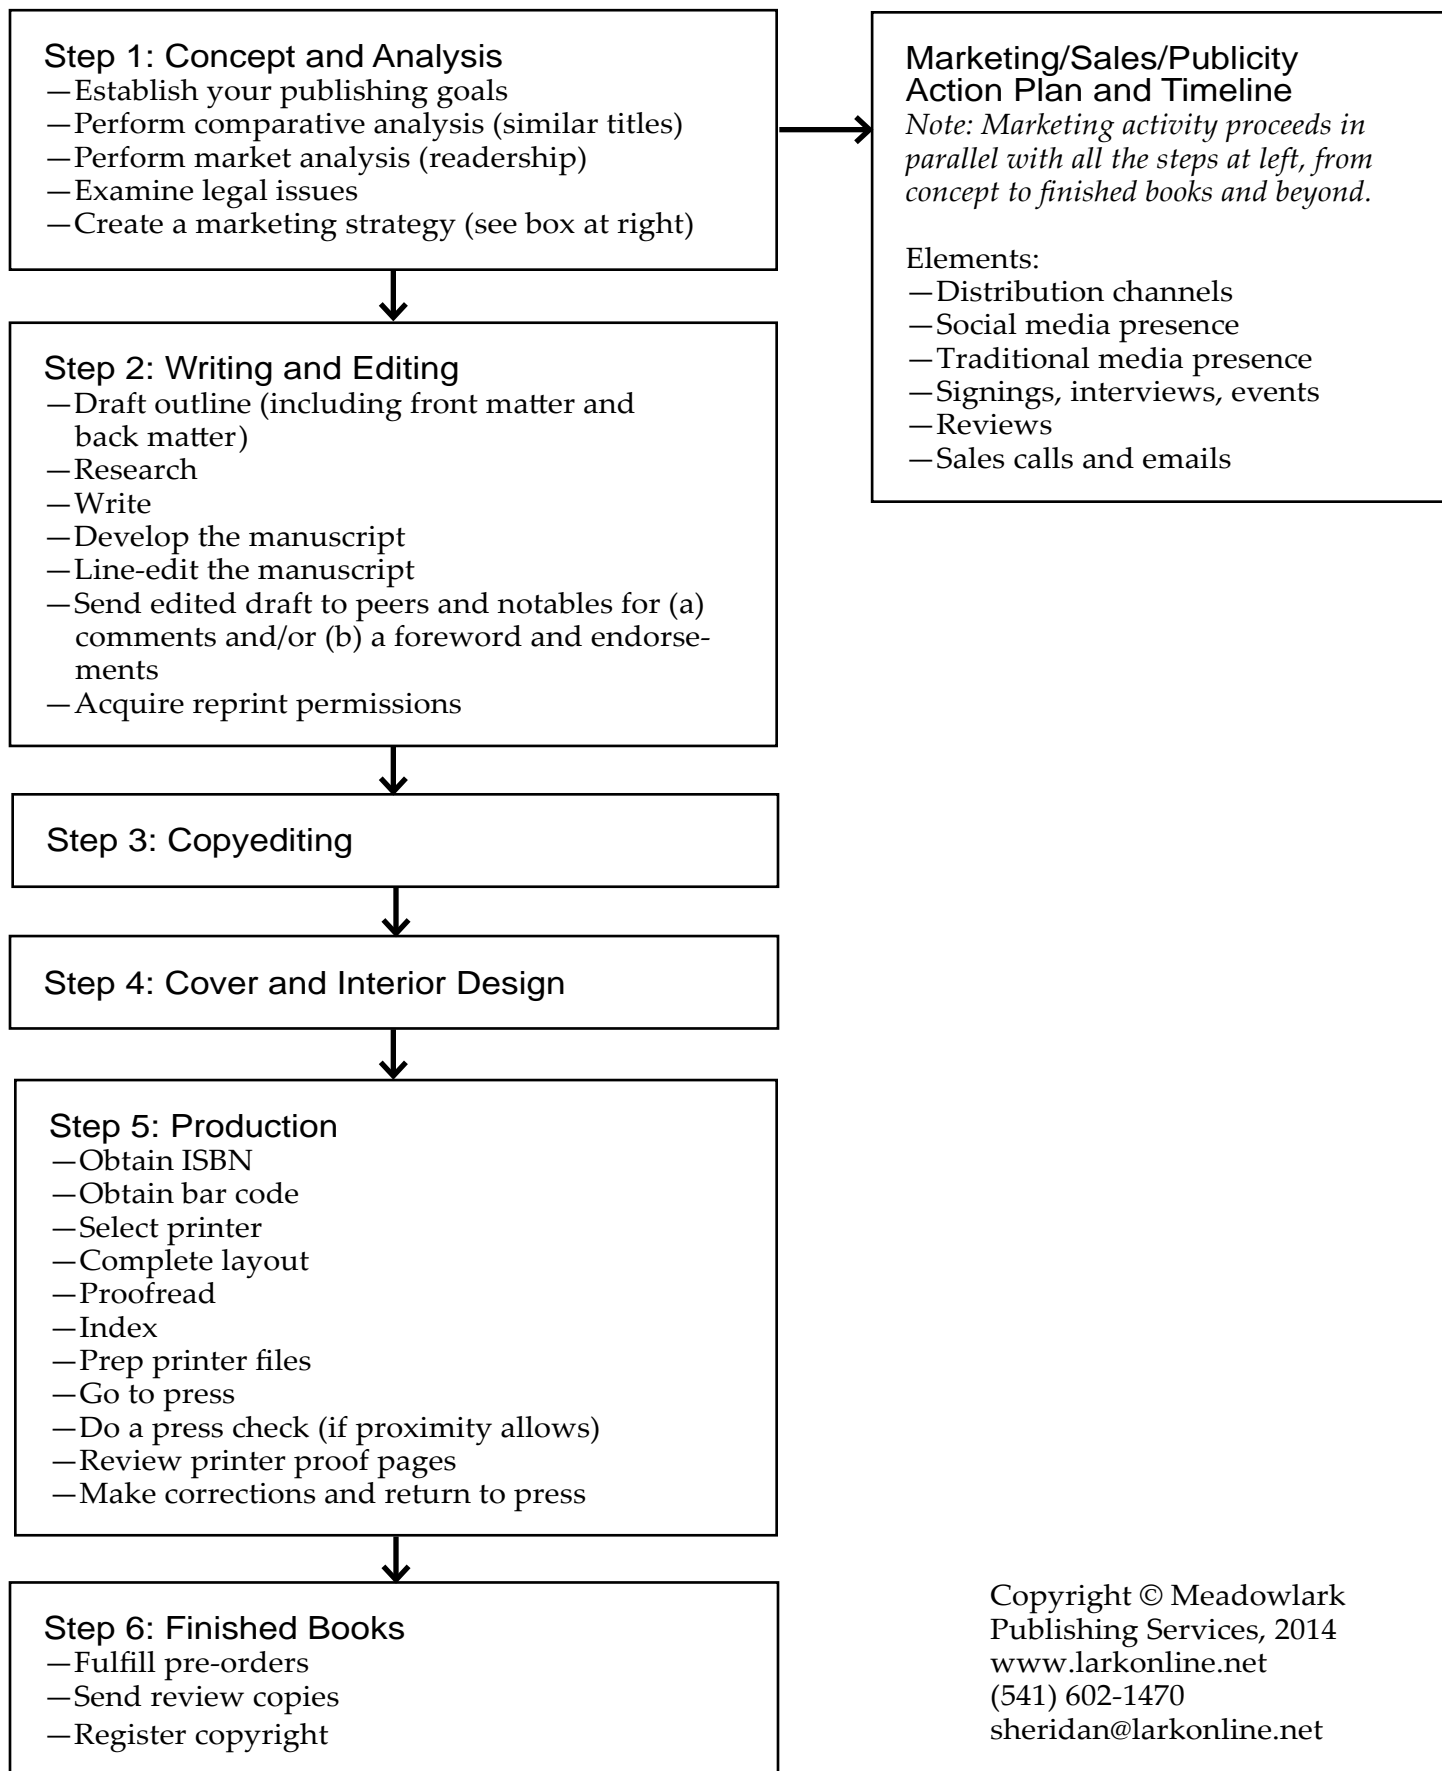 Step 1: Concept and Analysis
—Establish your publishing goals
—Perform comparative analysis (similar titles)
—Perform market analysis (readership)
—Examine legal issues
—Create a marketing strategy (see box at right)
Marketing/Sales/Publicity
Action Plan and Timeline
Note: Marketing activity proceeds in
parallel with all the steps at left, from
concept to finished books and beyond.
Elements:
—Distribution channels
—Social media presence
—Traditional media presence
—Signings, interviews, events
—Reviews
—Sales calls and emails
Step 2: Writing and Editing
—Draft outline (including front matter and
back matter)
—Research
—Write
—Develop the manuscript
—Line-edit the manuscript
—Send edited draft to peers and notables for (a)
comments and/or (b) a foreword and endorse-
ments
—Acquire reprint permissions
Step 3: Copyediting
Step 4: Cover and Interior Design
Step 5: Production
—Obtain ISBN
—Obtain bar code
—Select printer
—Complete layout
—Proofread
—Index
—Prep printer files
—Go to press
—Do a press check (if proximity allows)
—Review printer proof pages
—Make corrections and return to press
Step 6: Finished Books
—Fulfill pre-orders
—Send review copies
—Register copyright
Copyright © Meadowlark
Publishing Services, 2014
www.larkonline.net
(541) 602-1470
sheridan@larkonline.net